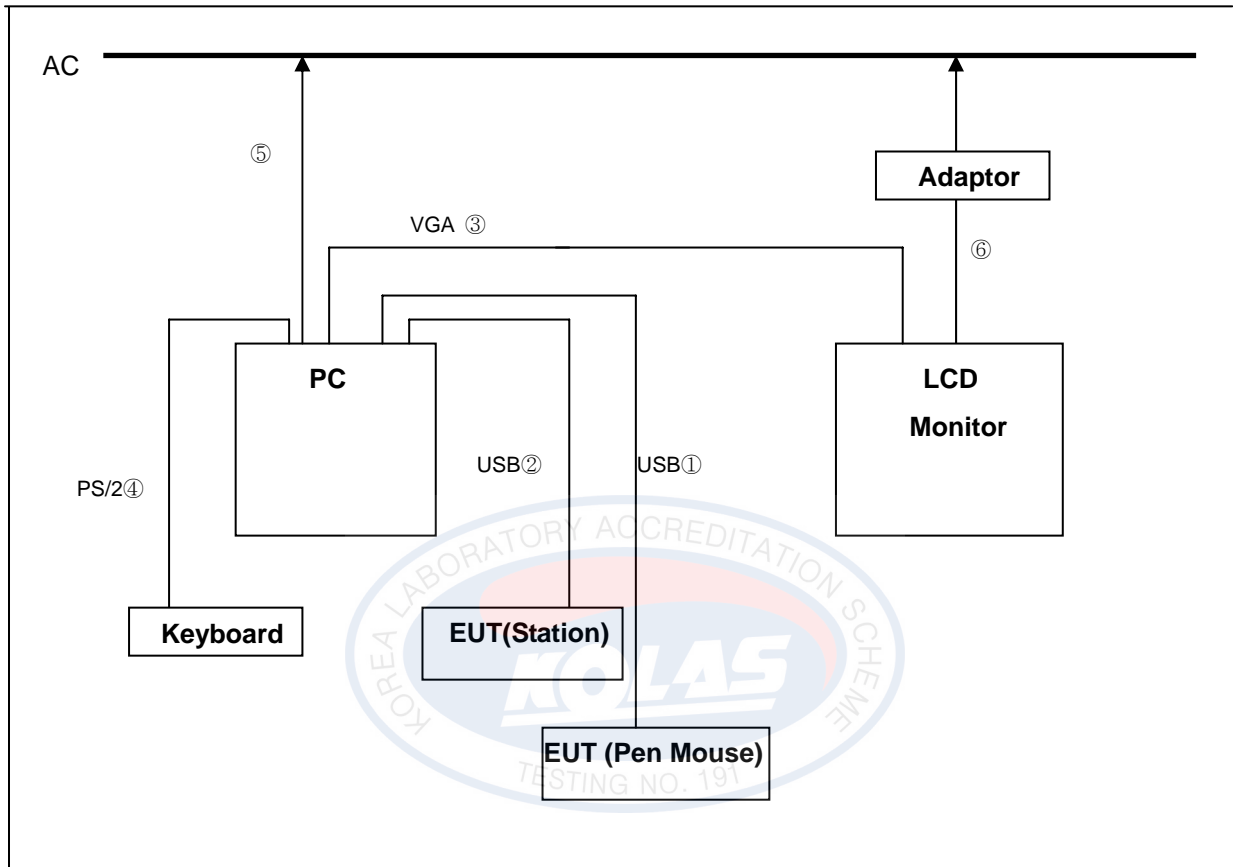 AC
⑤
Adaptor
VGA ③
⑥
PC
LCD
Monitor
USB②
USB①
PS/2④
KOREA LABORATORY ACCREDITATION SCHEME
Keyboard
EUT(Station)
KOLAS
EUT (Pen Mouse)
TESTING NO. 191